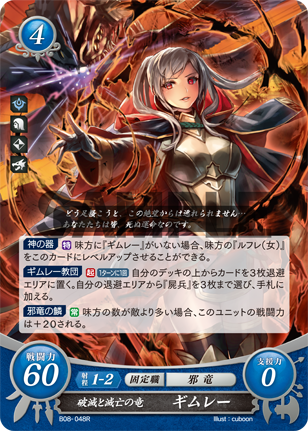 4
どう足掻こうと、この絶望からは逃れられません…
あなたたちは皆、死ぬ運命なのです。
神の器 特 味方に『ギムレー』がいない場合、味方の『ルフレ(女)』
をこのカードにレベルアップさせることができる。
ギムレー教団 起 1ターンに1回 自分のデッキの上からカードを3枚退避
エリアに置く。自分の退避エリアから『屍兵』を3枚まで選び、手札に
加える。
邪竜の鱗 常 味方の数が敵より多い場合、このユニットの戦闘力
は+20される。
戦闘力 60
射程 1-2 固定職 邪竜
支援力 0
破滅と滅亡の竜 ギムレー
B08-048R
Illust : cuboon